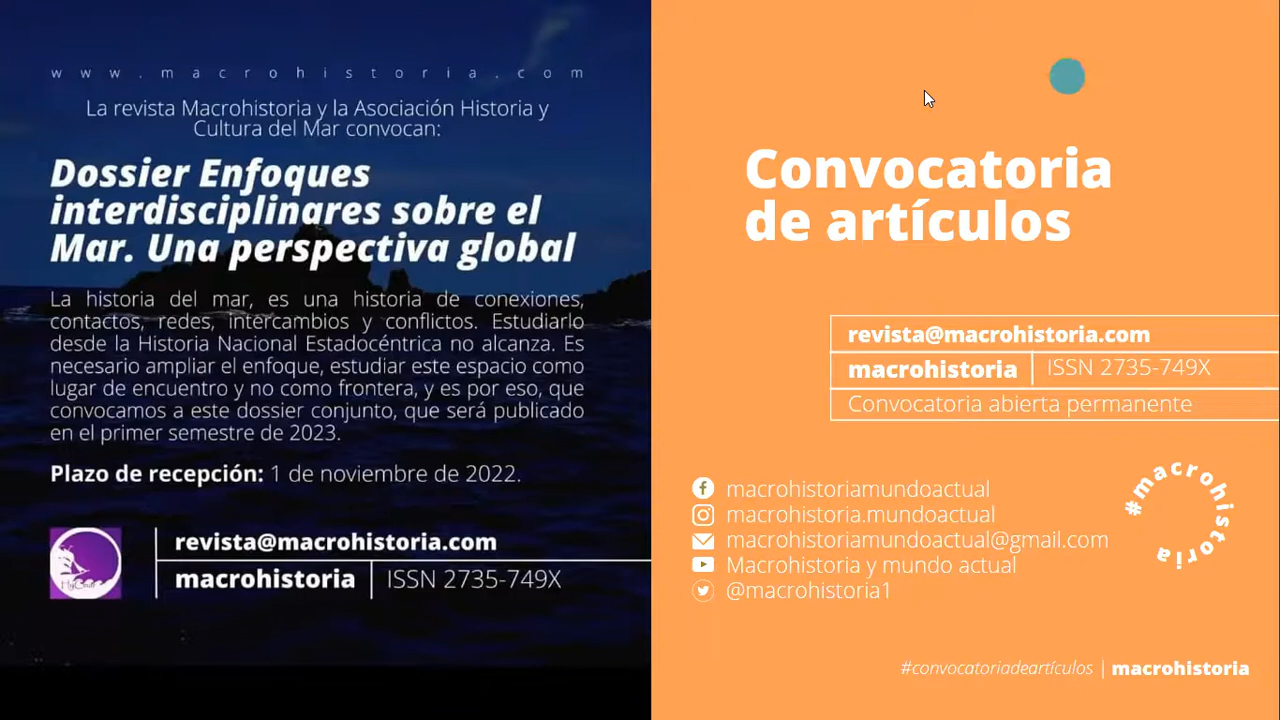 www.macrohistoria.com
La revista Macrohistoria y la Asociación Historia y
Cultura del Mar convocan:
Dossier Enfoques
interdisciplinares sobre el
Mar. Una perspectiva global
La historia del mar, es una historia de conexiones,
contactos, redes, intercambios y conflictos. Estudiarlo
desde la Historia Nacional Estadocéntrica no alcanza. Es
necesario ampliar el enfoque, estudiar este espacio como
lugar de encuentro y no como frontera, y es por eso, que
convocamos a este dossier conjunto, que será publicado
en el primer semestre de 2023.
Plazo de recepción: 1 de noviembre de 2022.
revista@macrohistoria.com
macrohistoria | ISSN 2735-749X
Convocatoria
de artículos
revista@macrohistoria.com
macrohistoria | ISSN 2735-749X
Convocatoria abierta permanente
macrohistoriamundoactual
macrohistoria.mundoactual
macrohistoriamundoactual@gmail.com
Macrohistoria y mundo actual
@macrohistoria1
#macrohistoria
#convocatoriadeartículos | macrohistoria